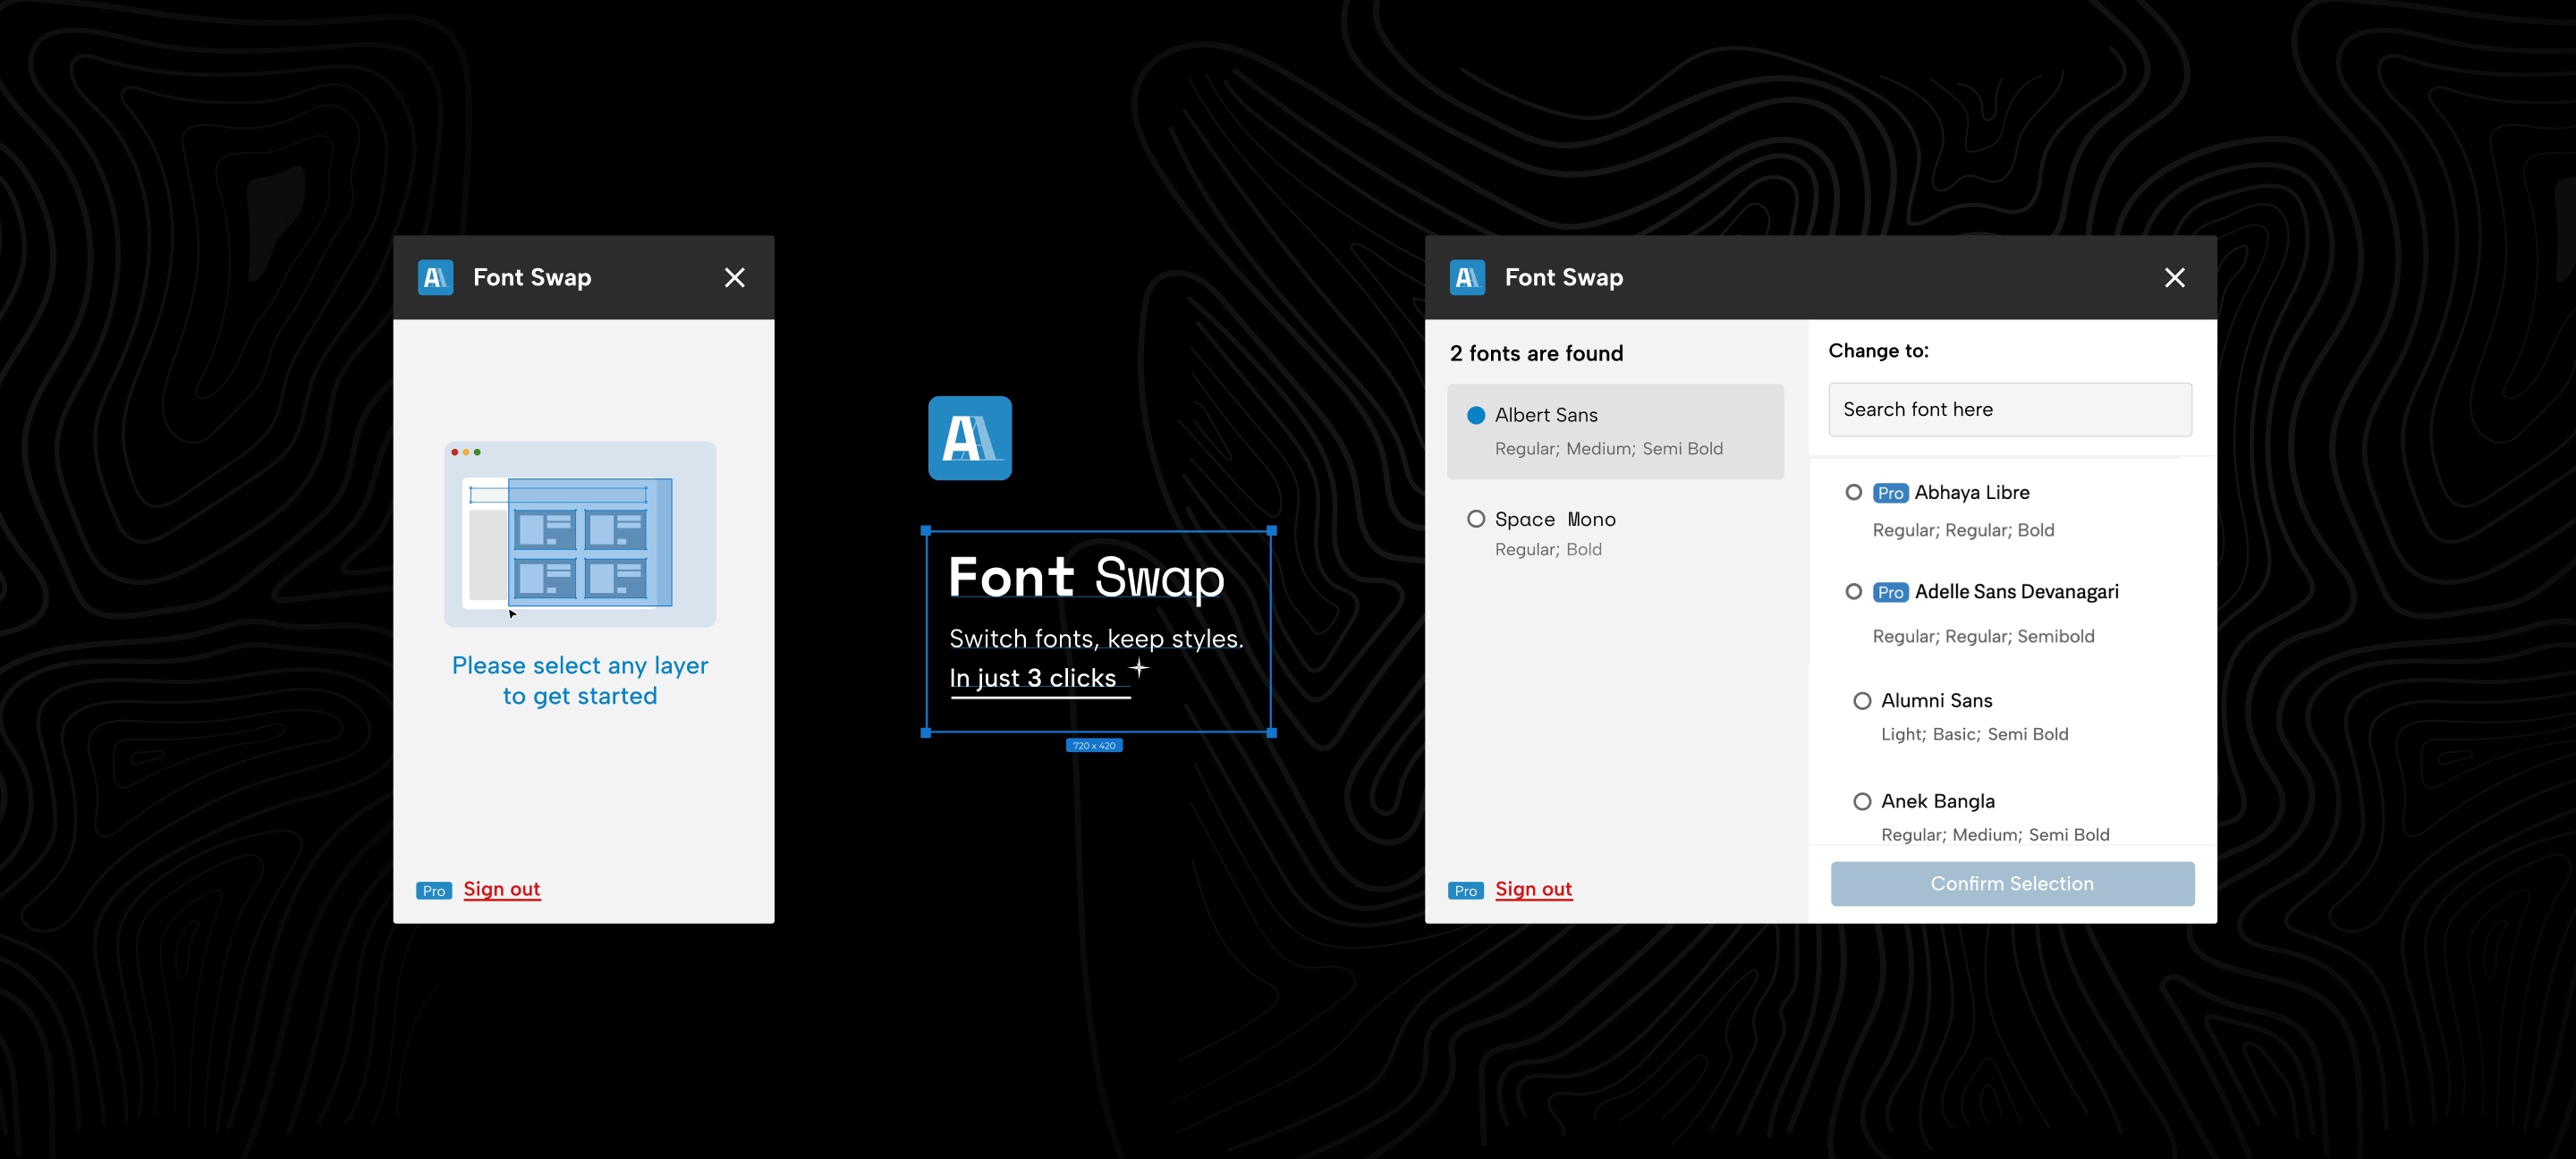 Font Swap
Please select any layer
to get started
Pro Sign out
Font Swap
Switch fonts, keep styles.
In just 3 clicks
720 x 420
Font Swap
2 fonts are found
Albert Sans
Regular; Medium; Semi Bold
Space Mono
Regular; Bold
Pro Sign out
Change to:
Search font here
Pro Abhaya Libre
Regular; Regular; Bold
Pro Adelle Sans Devanagari
Regular; Regular; Semibold
Alumni Sans
Light; Basic; Semi Bold
Anek Bangla
Regular; Medium; Semi Bold
Confirm Selection